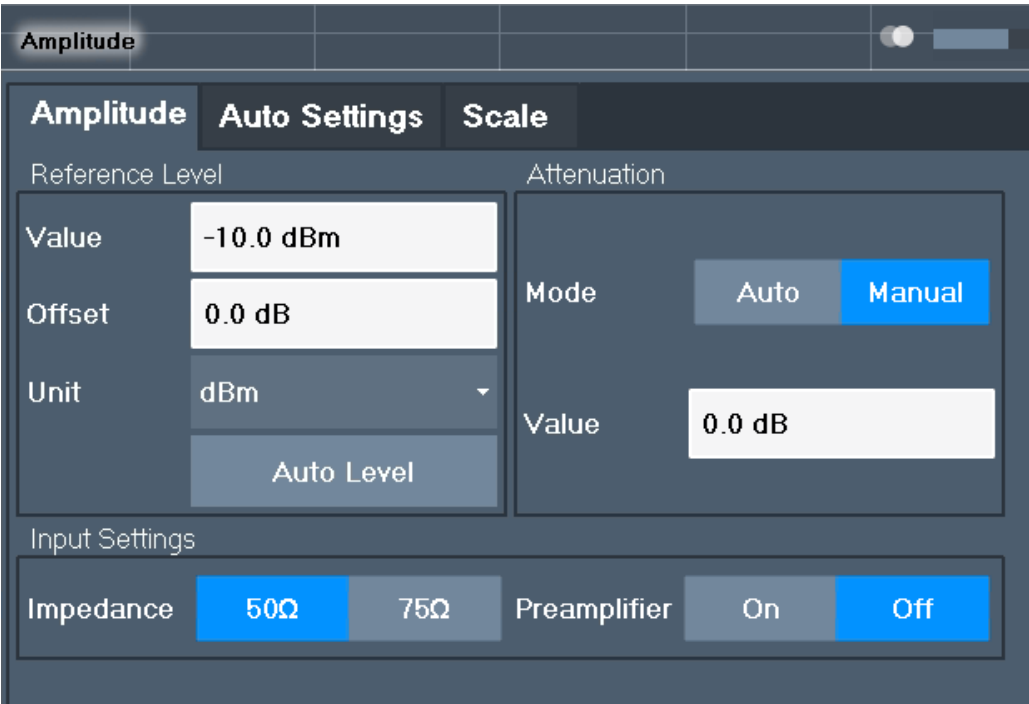 Amplitude
Amplitude Auto Settings Scale
Reference Level
Value -10.0 dBm
Offset 0.0 dB
Unit dBm
Auto Level
Attenuation
Mode Auto Manual
Value 0.0 dB
Input Settings
Impedance 50Ω 75Ω Preamplifier On Off